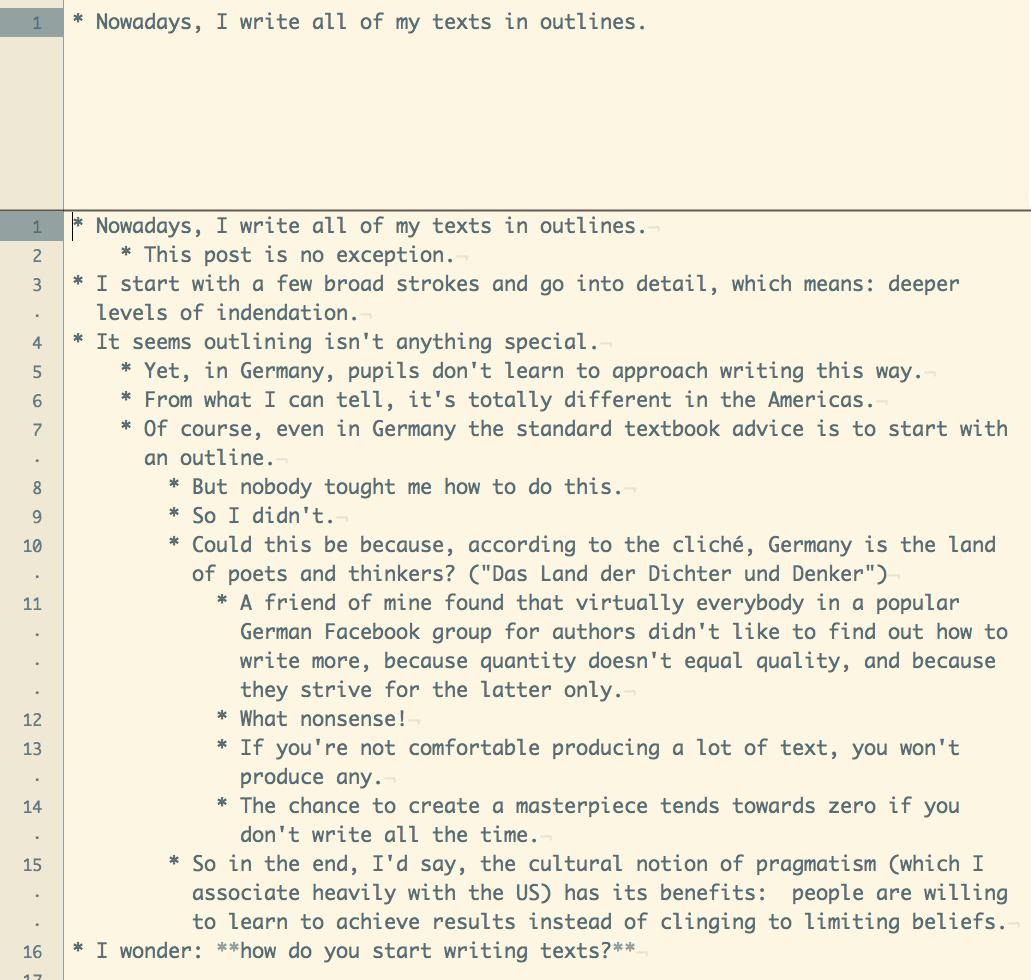 1 * Nowadays, I write all of my texts in outlines.
1 * Nowadays, I write all of my texts in outlines.¬
2 * This post is no exception.¬
3 * I start with a few broad strokes and go into detail, which means: deeper
. levels of indendation.¬
4 * It seems outlining isn't anything special.¬
5 * Yet, in Germany, pupils don't learn to approach writing this way.¬
6 * From what I can tell, it's totally different in the Americas.¬
7 * Of course, even in Germany the standard textbook advice is to start with
. an outline.¬
8 * But nobody tought me how to do this.¬
9 * So I didn't.¬
10 * Could this be because, according to the cliché, Germany is the land
. of poets and thinkers? ("Das Land der Dichter und Denker")¬
11 * A friend of mine found that virtually everybody in a popular
. German Facebook group for authors didn't like to find out how to
. write more, because quantity doesn't equal quality, and because
. they strive for the latter only.¬
12 * What nonsense!¬
13 * If you're not comfortable producing a lot of text, you won't
. produce any.¬
14 * The chance to create a masterpiece tends towards zero if you
. don't write all the time.¬
15 * So in the end, I'd say, the cultural notion of pragmatism (which I
. associate heavily with the US) has its benefits:  people are willing
. to learn to achieve results instead of clinging to limiting beliefs.¬
16 * I wonder: **how do you start writing texts?**¬
17